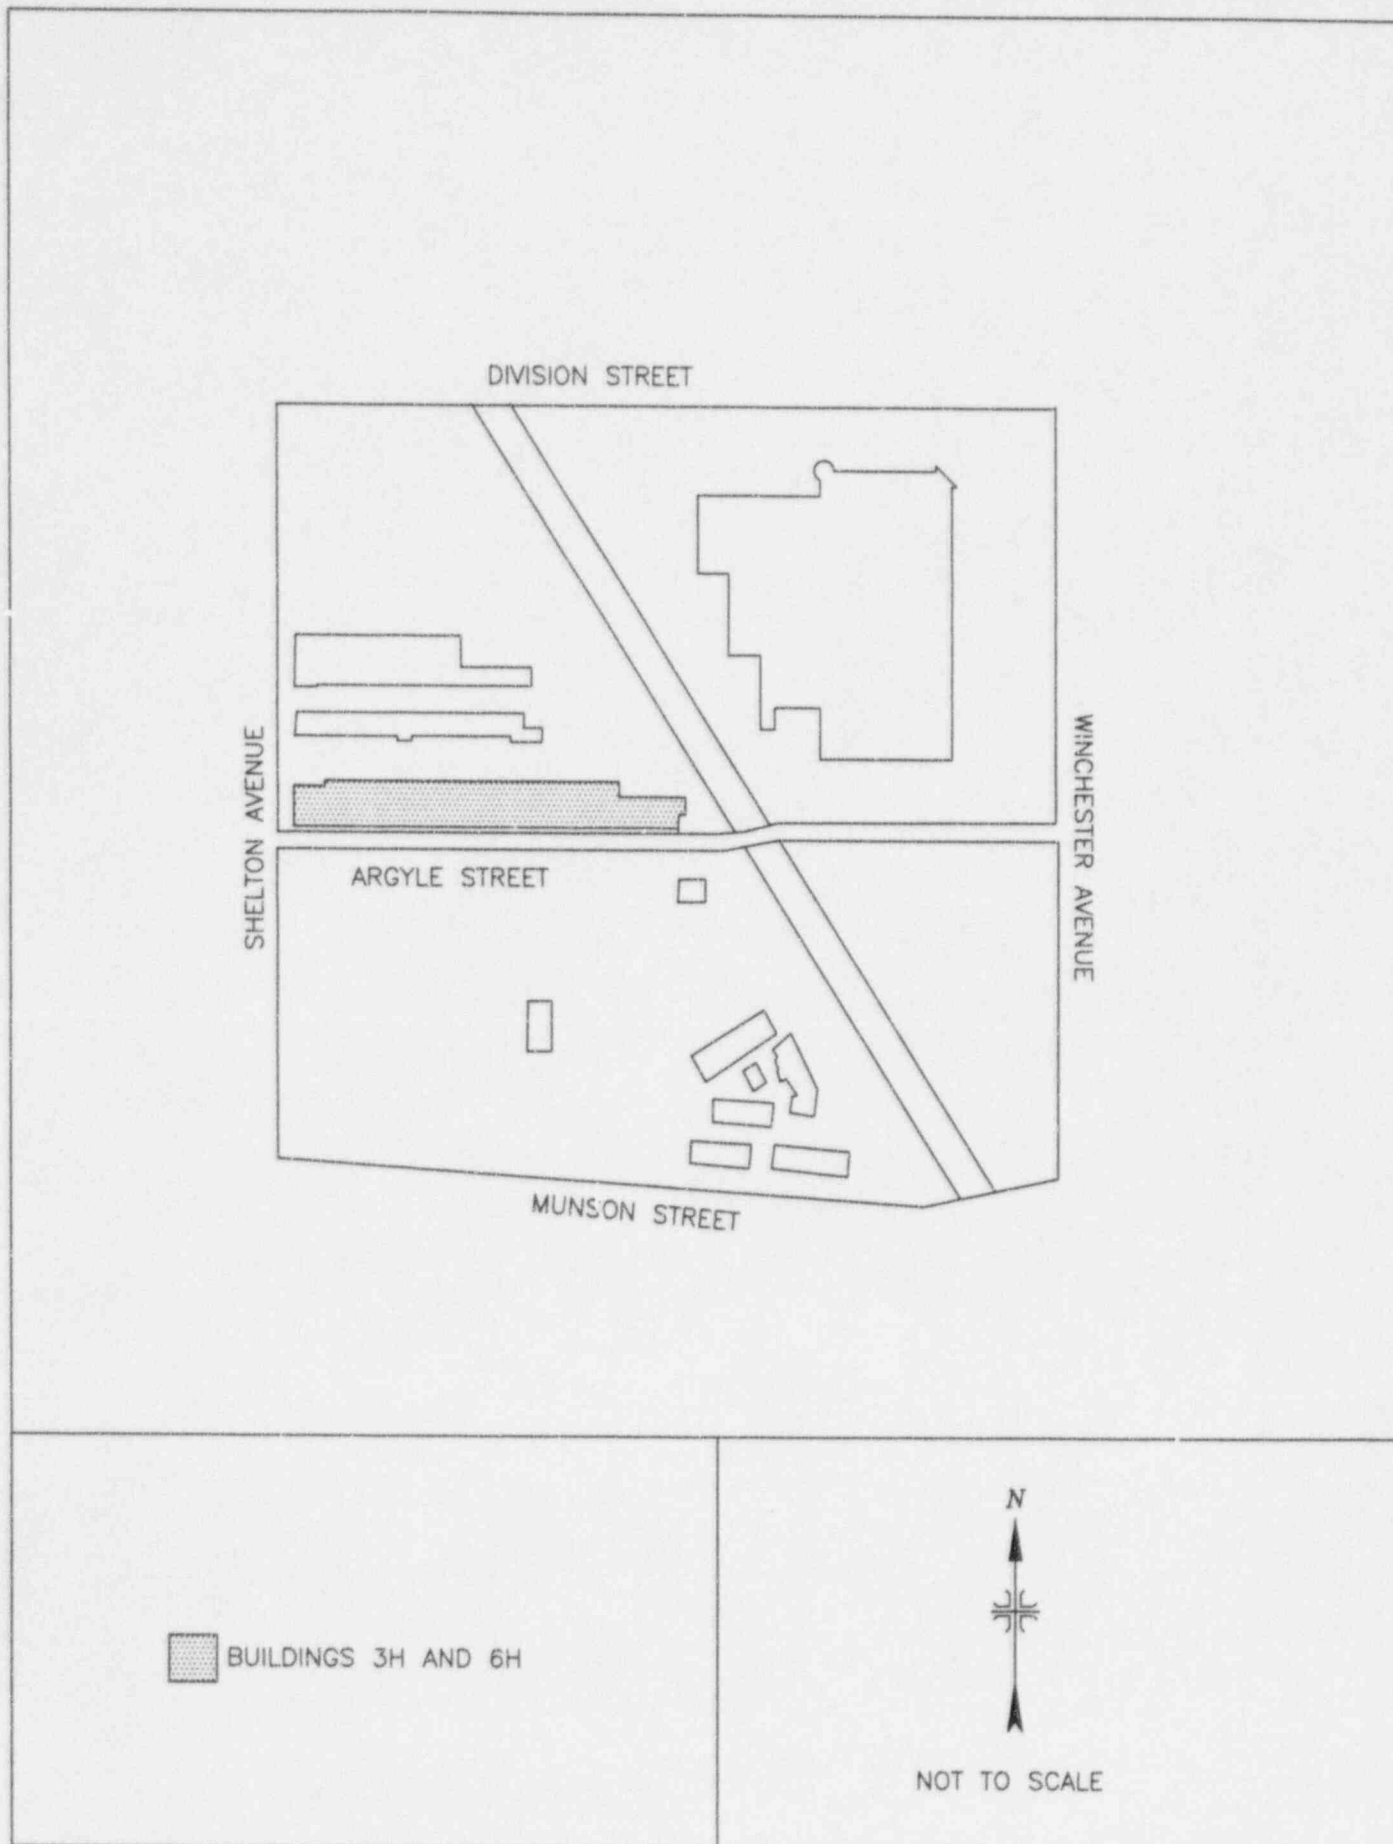 DIVISION STREET
SHELTON AVENUE
WINCHESTER AVENUE
ARGYLE STREET
MUNSON STREET
BUILDINGS 3H AND 6H
N
NOT TO SCALE